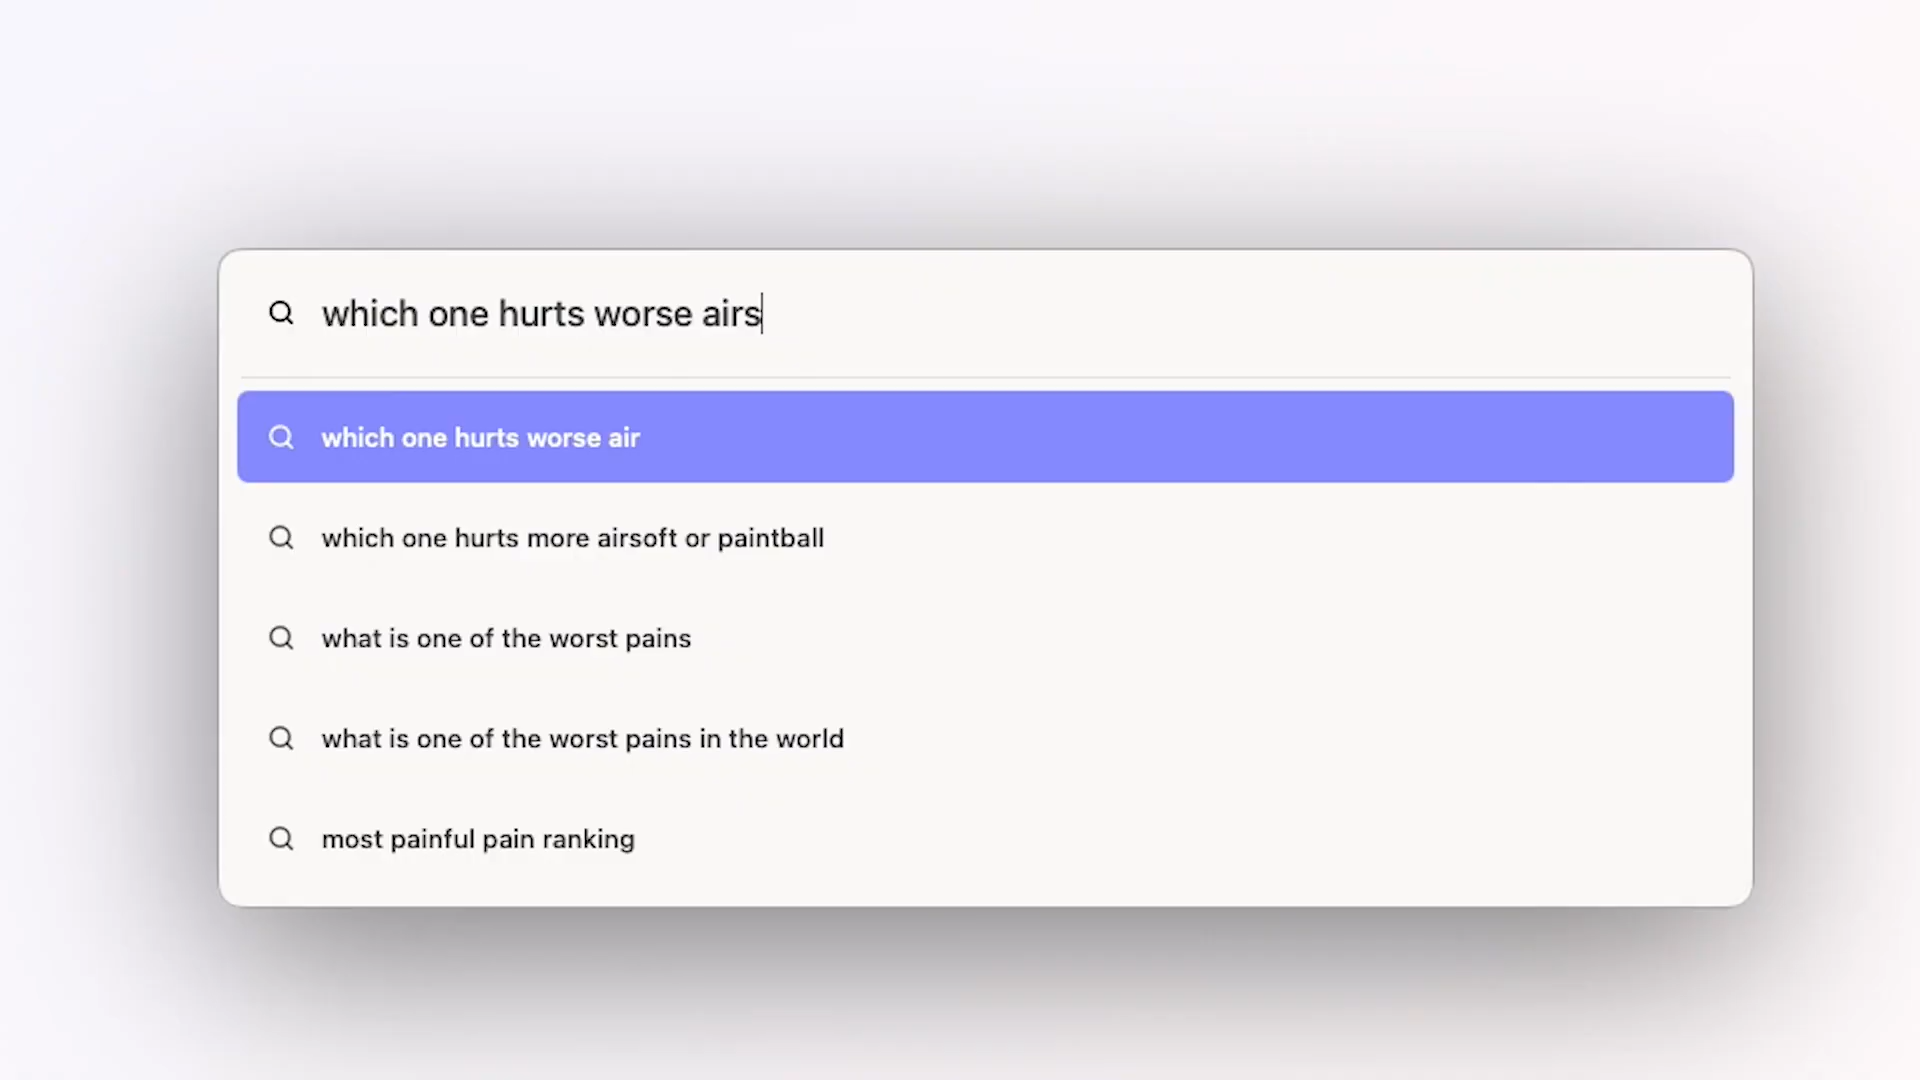 which one hurts worse airs
which one hurts worse air
which one hurts more airsoft or paintball
what is one of the worst pains
what is one of the worst pains in the world
most painful pain ranking